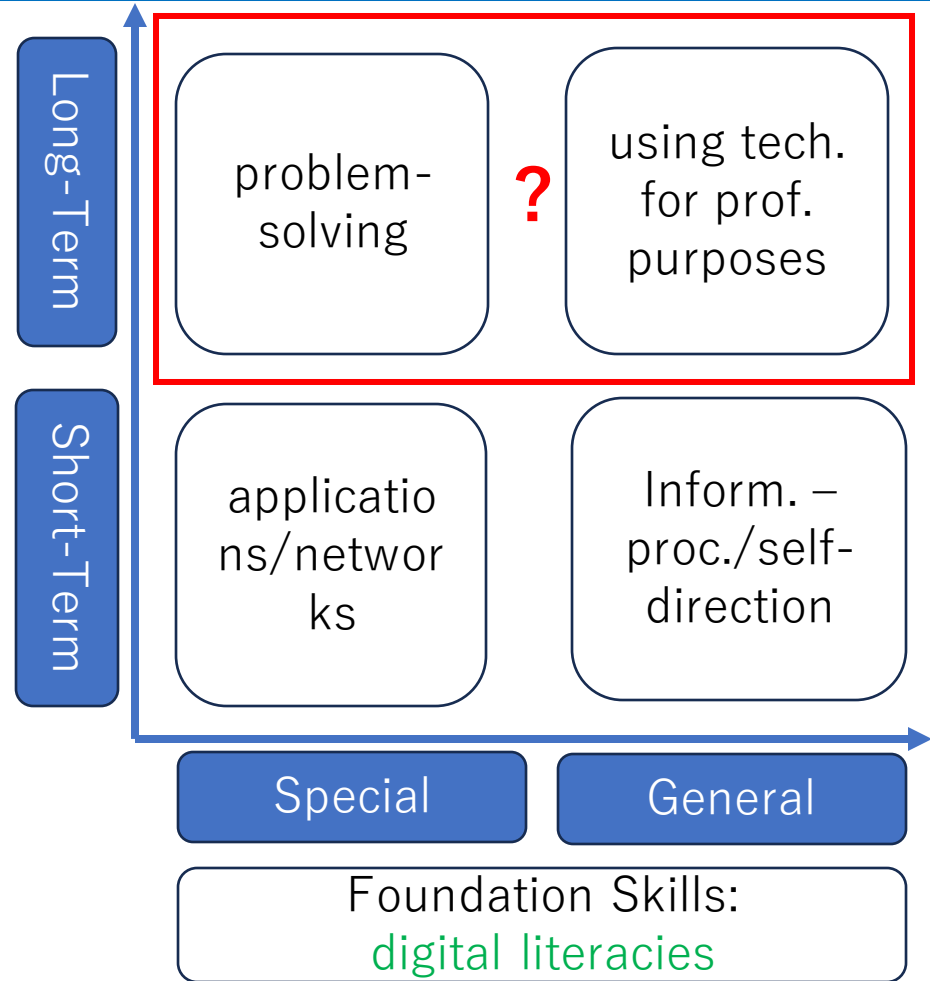 Long-Term
problem-
solving
?
using tech.
for prof.
purposes
Short-Term
applicatio
ns/networ
ks
Inform. –
proc./self-
direction
Special
General
Foundation Skills:
digital literacies